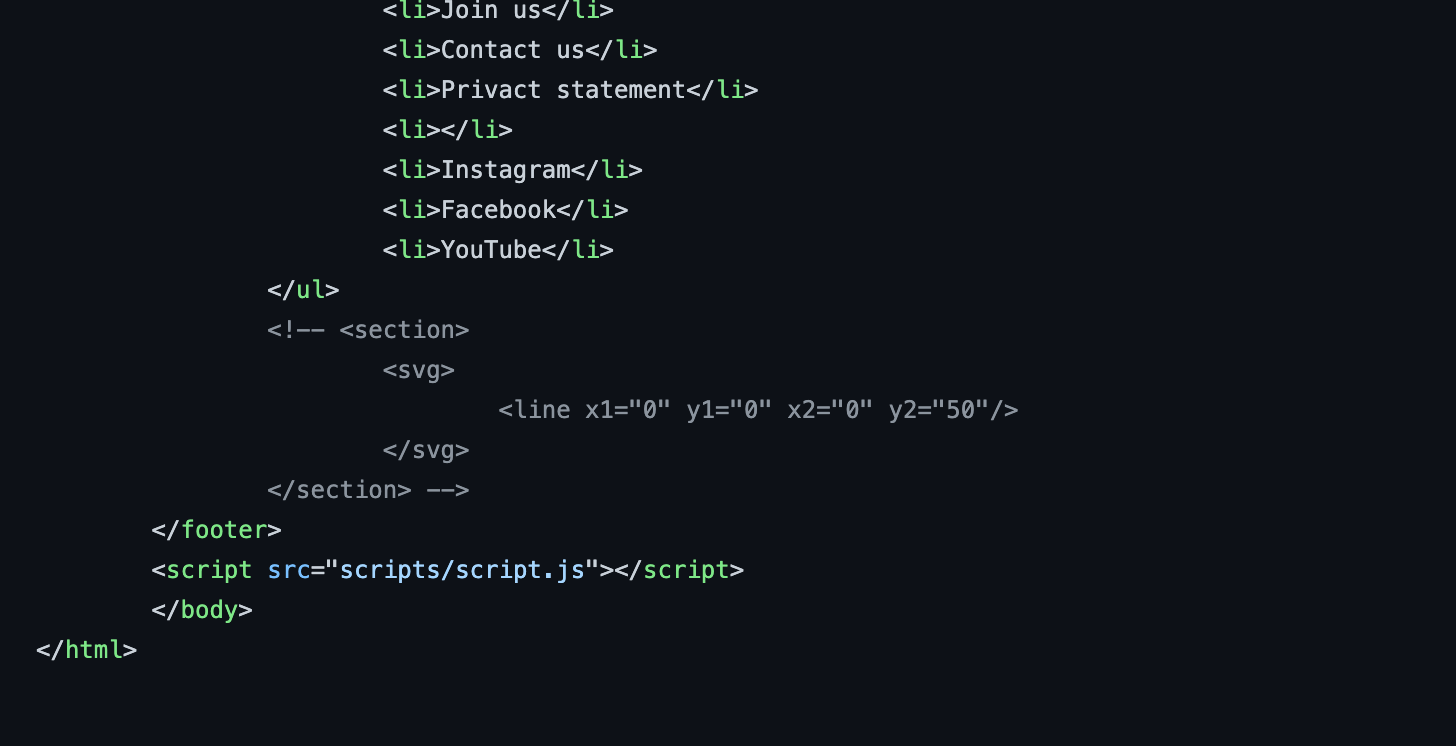 <li>Join us</li>
<li>Contact us</li>
<li>Privact statement</li>
<li></li>
<li>Instagram</li>
<li>Facebook</li>
<li>YouTube</li>
</ul>
<!-- <section>
<svg>
<line x1="0" y1="0" x2="0" y2="50"/>
</svg>
</section> -->
</footer>
<script src="scripts/script.js"></script>
</body>
</html>